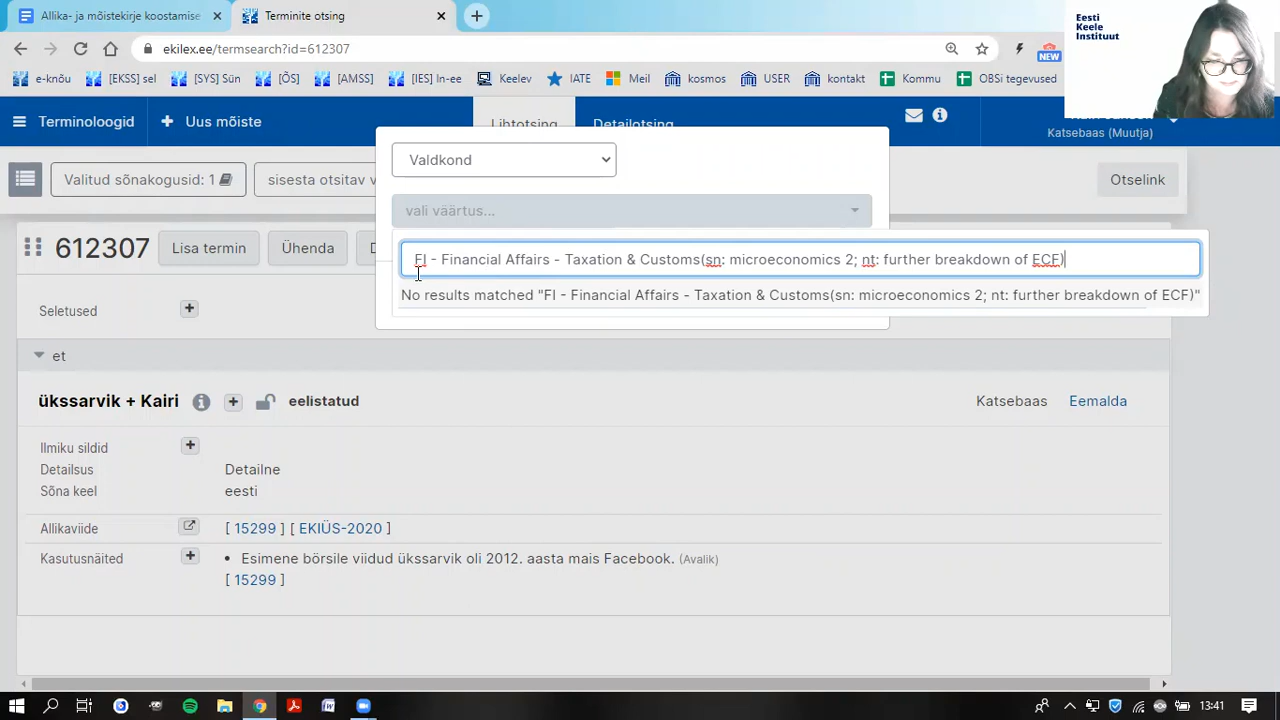 Allika- ja mõistekirje koostamise
Terminite otsing
ekilex.ee/termsearch?id=612307
NEW
e-knõu
[EKSS] sel
[SYS] Sün
[ÕS]
[AMSS]
[IES] In-ee
Keelev
IATE
Meil
kosmos
USER
kontakt
Kommu
OBSi tegevused
Eesti
Keele
Instituut
Terminoloogid
Uus mõiste
Lihtotsing
Detailotsing
Katsebaas (Muutja)
Valitud sõnakogusid: 1
sisesta otsitav v
Otselink
Valdkond
vali väärtus...
FI - Financial Affairs - Taxation & Customs(sn: microeconomics 2; nt: further breakdown of ECF)
No results matched "FI - Financial Affairs - Taxation & Customs(sn: microeconomics 2; nt: further breakdown of ECF)"
612307
Lisa termin
Ühenda
Seletused
et
ükssarvik + Kairi
eelistatud
Katsebaas
Eemalda
Ilmiku sildid
Detailsus
Detailne
Sõna keel
eesti
Allikaviide
[ 15299 ] [ EKIÜS-2020 ]
Kasutusnäited
• Esimene börsile viidud ükssarvik oli 2012. aasta mais Facebook. (Avalik)
[ 15299 ]
13:41